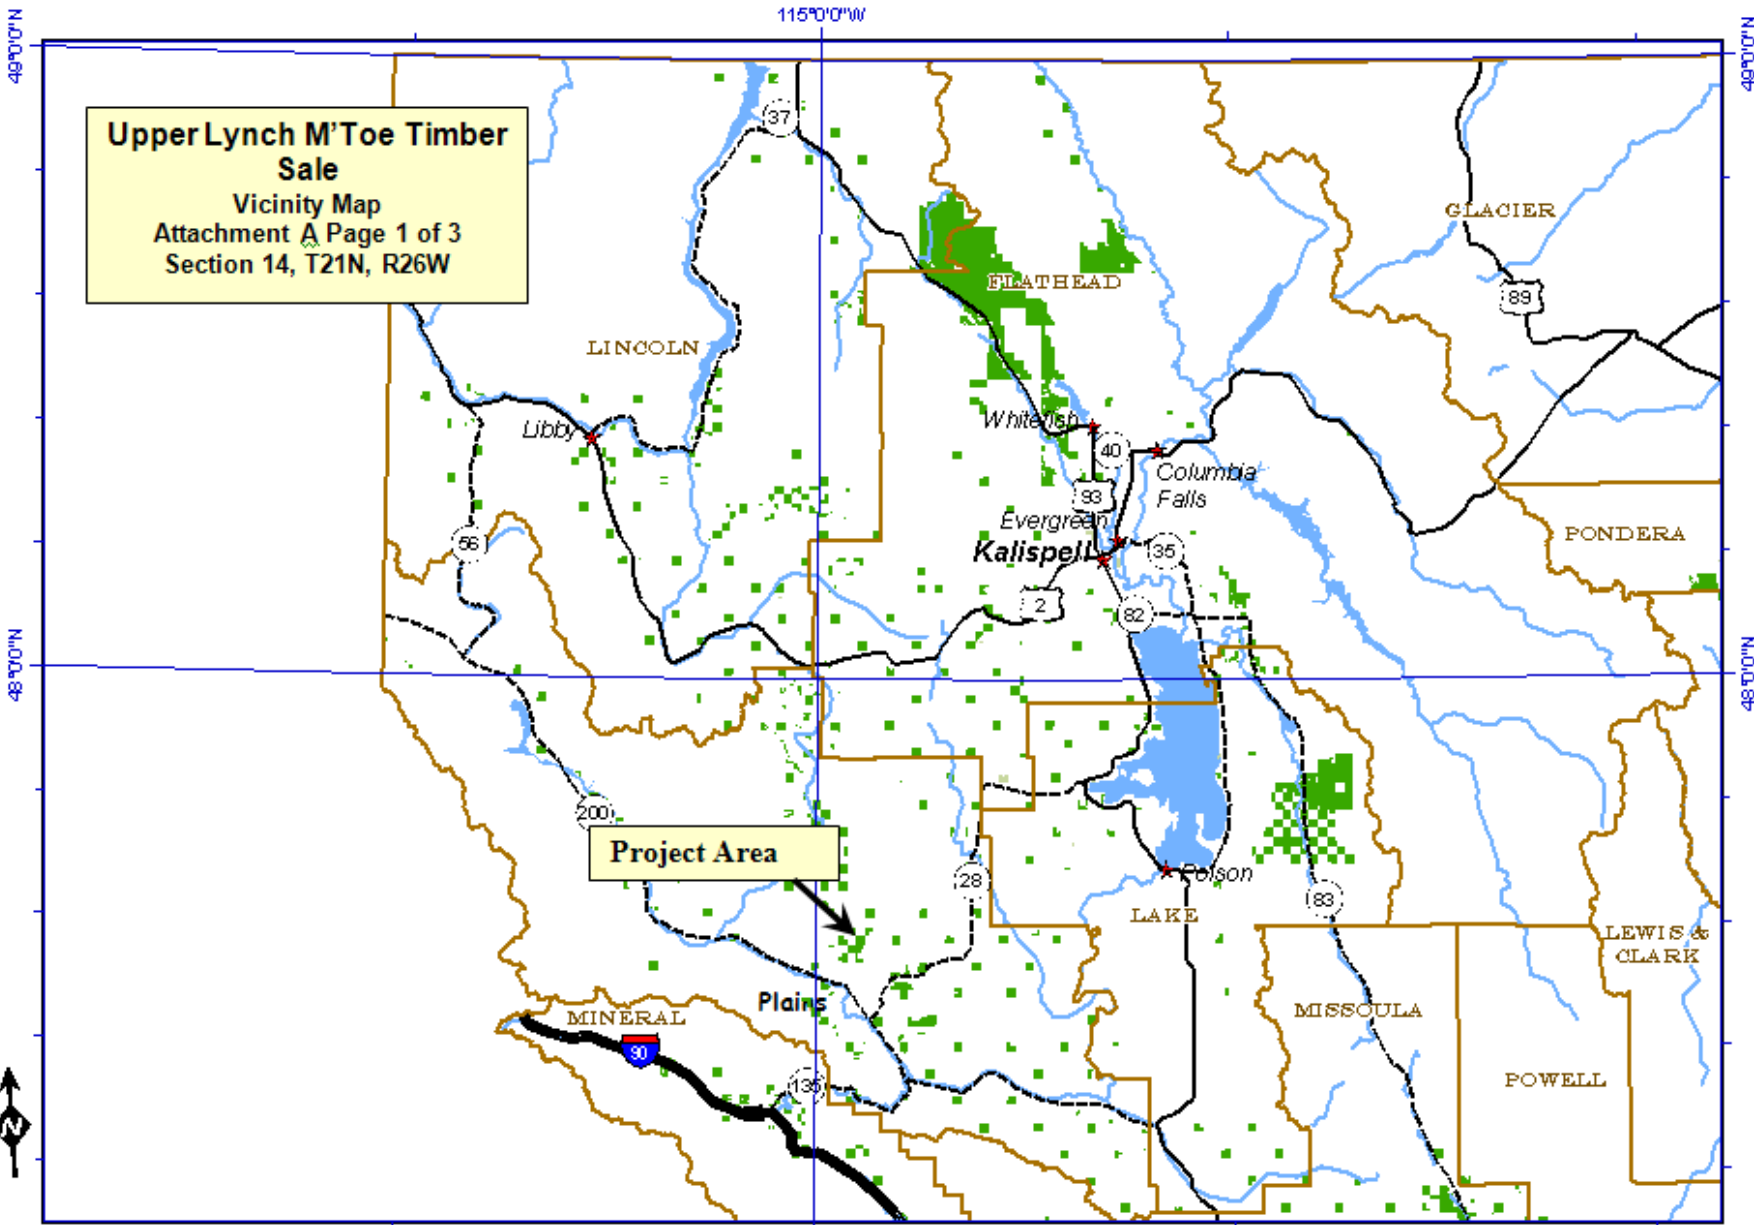 115°0'0"W
49°0'0"N
49°0'0"N
Upper Lynch M'Toe Timber
Sale
Vicinity Map
Attachment A Page 1 of 3
Section 14, T21N, R26W
37
GLACIER
FLATHEAD
89
LINCOLN
Libby
Whitefish
40
Columbia
Falls
93
Evergreen
56
Kalispell
35
PONDERA
2
82
48°0'0"N
48°0'0"N
200
Project Area
28
Polson
83
LAKE
LEWIS &
CLARK
Plains
MINERAL
MISSOULA
90
135
POWELL
N